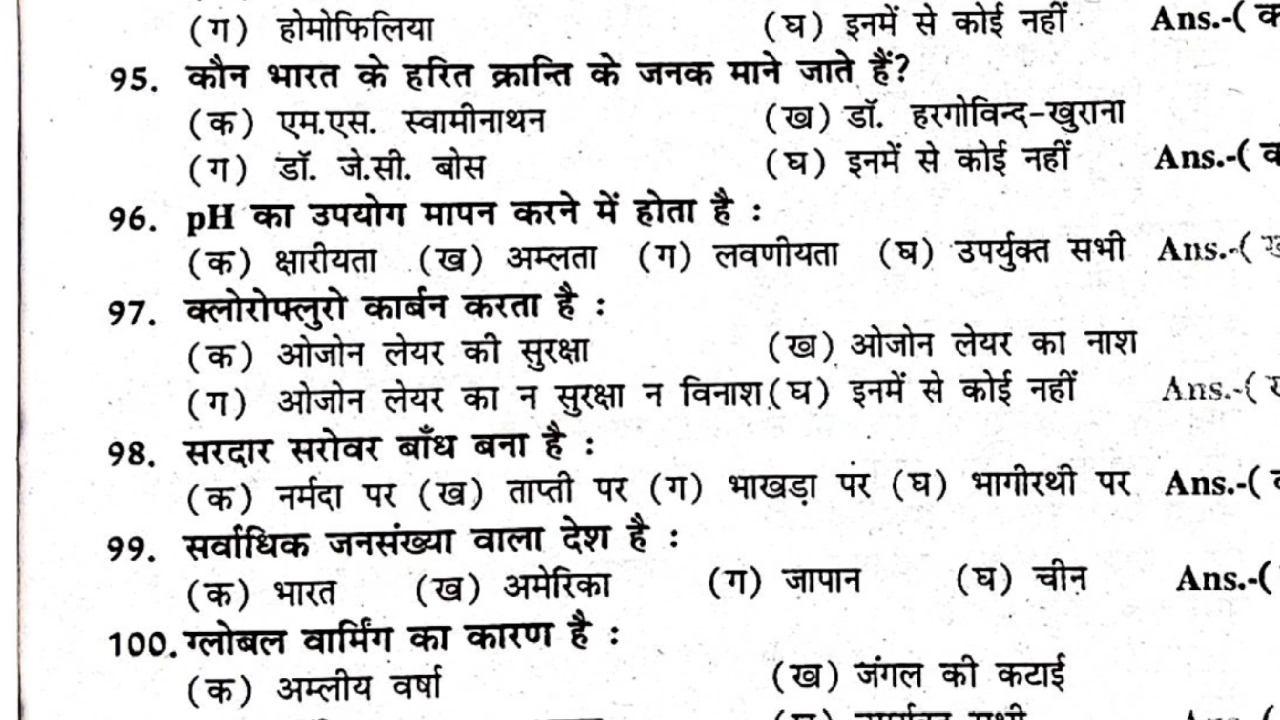 (ग) होमोफिलिया (घ) इनमें से कोई नहीं Ans.-( क
95. कौन भारत के हरित क्रान्ति के जनक माने जाते हैं?
(क) एम.एस. स्वामीनाथन (ख) डॉ. हरगोविन्द-खुराना
(ग) डॉ. जे.सी. बोस (घ) इनमें से कोई नहीं Ans.-( क
96. pH का उपयोग मापन करने में होता है :
(क) क्षारीयता (ख) अम्लता (ग) लवणीयता (घ) उपर्युक्त सभी Ans.-(
97. क्लोरोफ्लुरो कार्बन करता है :
(क) ओजोन लेयर की सुरक्षा (ख) ओजोन लेयर का नाश
(ग) ओजोन लेयर का न सुरक्षा न विनाश (घ) इनमें से कोई नहीं Ans.-(
98. सरदार सरोवर बाँध बना है :
(क) नर्मदा पर (ख) ताप्ती पर (ग) भाखड़ा पर (घ) भागीरथी पर Ans.-(
99. सर्वाधिक जनसंख्या वाला देश है :
(क) भारत (ख) अमेरिका (ग) जापान (घ) चीन Ans.-(
100. ग्लोबल वार्मिंग का कारण है :
(क) अम्लीय वर्षा (ख) जंगल की कटाई